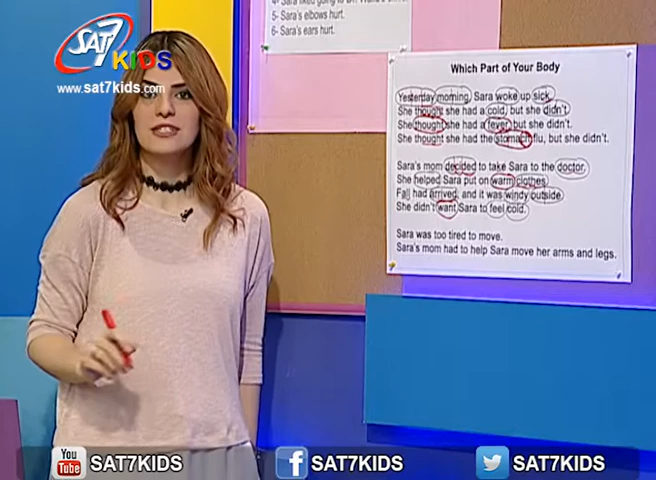 SAT 7 KIDS
www.sat7kids.com
5- Sara's elbows hurt.
6- Sara's ears hurt.
Which Part of Your Body
Yesterday morning, Sara woke up sick.
She thought she had a cold, but she didn't
She thought she had a fever, but she didn't.
She thought she had the stomach flu, but she didn't.
Sara's mom decided to take Sara to the doctor.
She helped Sara put on warm clothes.
Fall had arrived, and it was windy outside.
She didn't want Sara to feel cold.
Sara was too tired to move.
Sara's mom had to help Sara move her arms and legs.
You Tube SAT7KIDS
f SAT7KIDS
SAT7KIDS